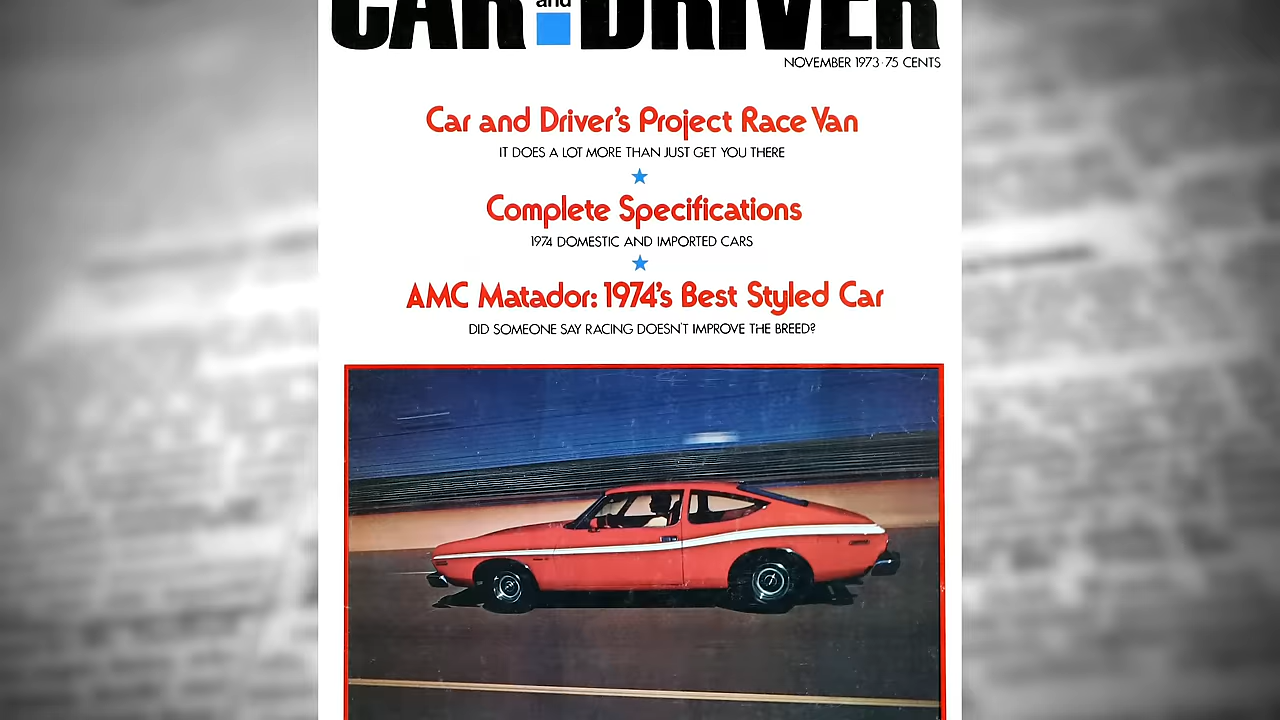 CAR and DRIVER
NOVEMBER 1973 · 75 CENTS
Car and Driver's Project Race Van
IT DOES A LOT MORE THAN JUST GET YOU THERE
Complete Specifications
1974 DOMESTIC AND IMPORTED CARS
AMC Matador: 1974's Best Styled Car
DID SOMEONE SAY RACING DOESN'T IMPROVE THE BREED?